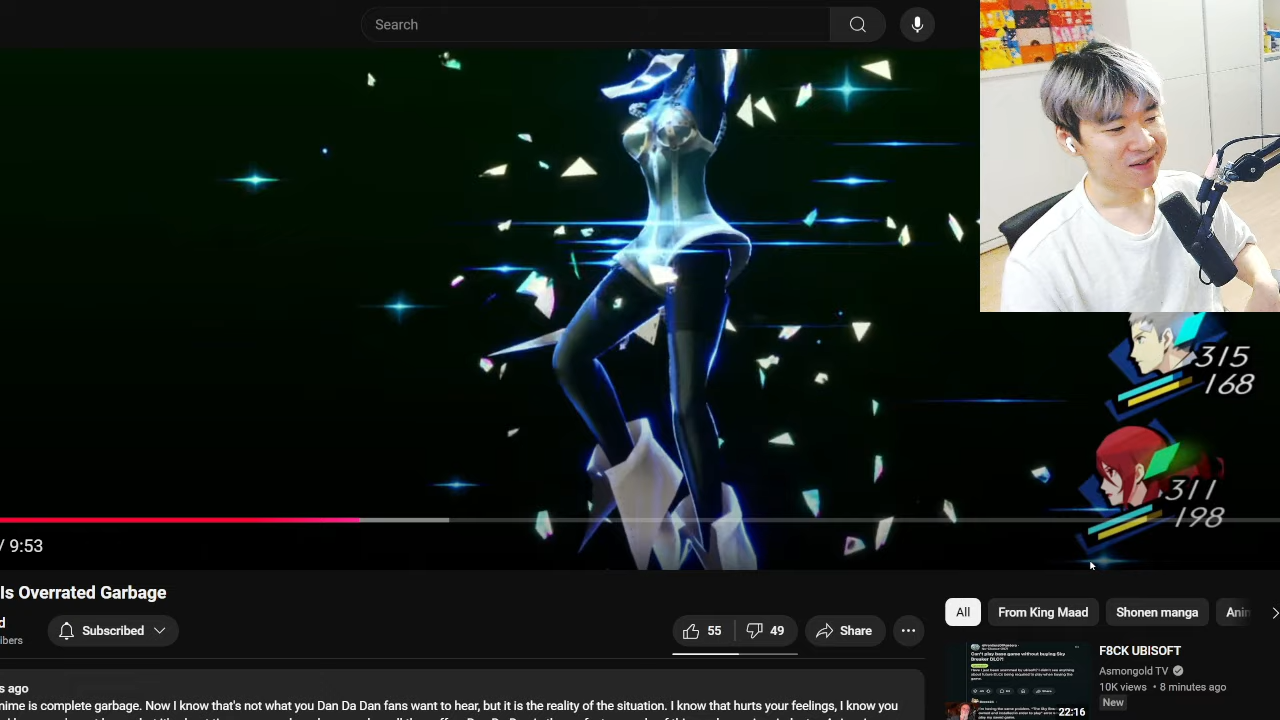 Search
315
168
311
198
/ 9:53
Is Overrated Garbage
d
ibers
Subscribed
55
49
Share
All
From King Maad
Shonen manga
Anin
F8CK UBISOFT
Asmongold TV
10K views • 8 minutes ago
New
22:16
s ago
nime is complete garbage. Now I know that's not what you Dan Da Dan fans want to hear, but it is the reality of the situation. I know that hurts your feelings, I know you